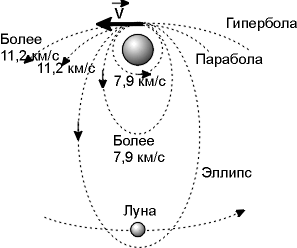 V
Гипербола
Более
11,2 км/с
11,2 км/с
Парабола
7,9 км/с
Более
7,9 км/с
Эллипс
Луна